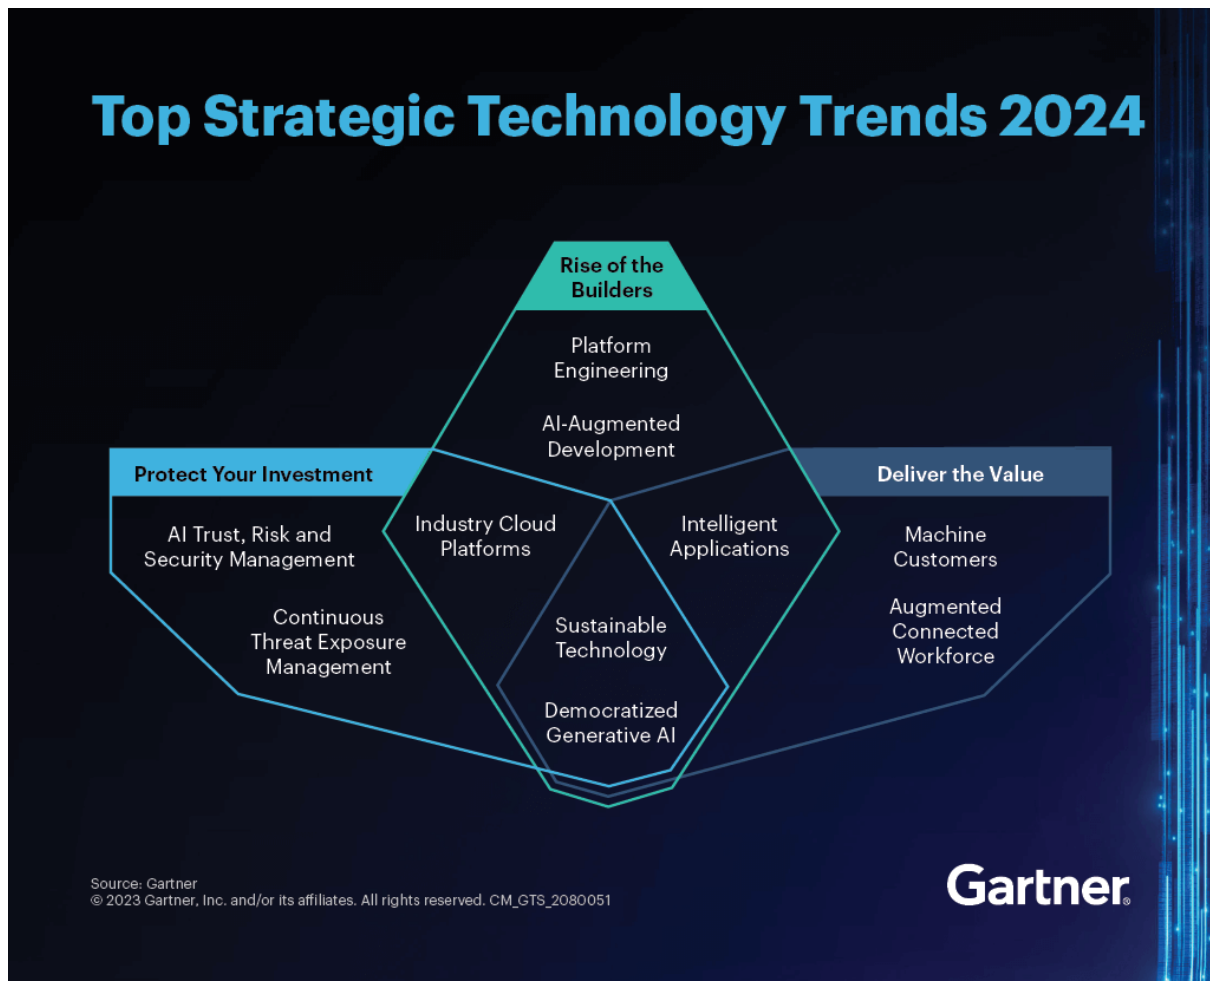 Top Strategic Technology Trends 2024
Rise of the
Builders
Platform
Engineering
AI-Augmented
Development
Protect Your Investment
Deliver the Value
AI Trust, Risk and
Security Management
Continuous
Threat Exposure
Management
Industry Cloud
Platforms
Intelligent
Applications
Machine
Customers
Augmented
Connected
Workforce
Sustainable
Technology
Democratized
Generative AI
Source: Gartner
© 2023 Gartner, Inc. and/or its affiliates. All rights reserved. CM_GTS_2080051
Gartner®